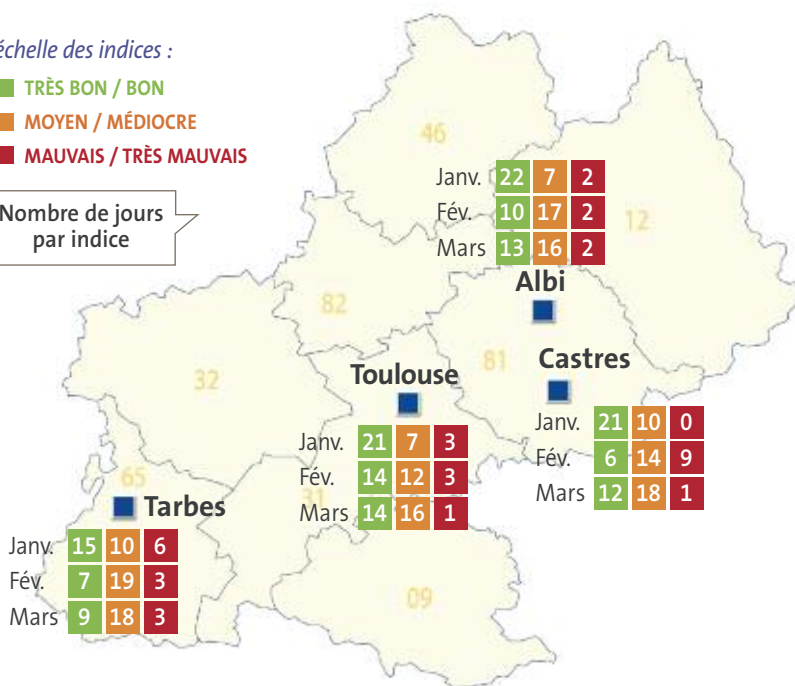 échelle des indices :
TRÈS BON / BON
MOYEN / MÉDIOCRE
MAUVAIS / TRÈS MAUVAIS
Nombre de jours
par indice
46
Janv. 22 7 2
Fév. 10 17 2
Mars 13 16 2
12
Albi
82
81
Castres
Janv. 21 10 0
Fév. 6 14 9
Mars 12 18 1
32
Toulouse
Janv. 21 7 3
Fév. 14 12 3
Mars 14 16 1
31
65
Tarbes
Janv. 15 10 6
Fév. 7 19 3
Mars 9 18 3
09